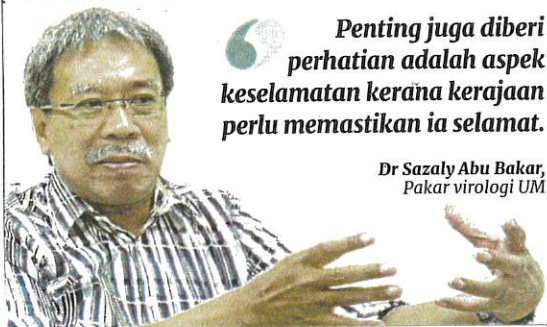 Penting juga diberi
perhatian adalah aspek
keselamatan kerana kerajaan
perlu memastikan ia selamat.
Dr Sazaly Abu Bakar,
Pakar virologi UM